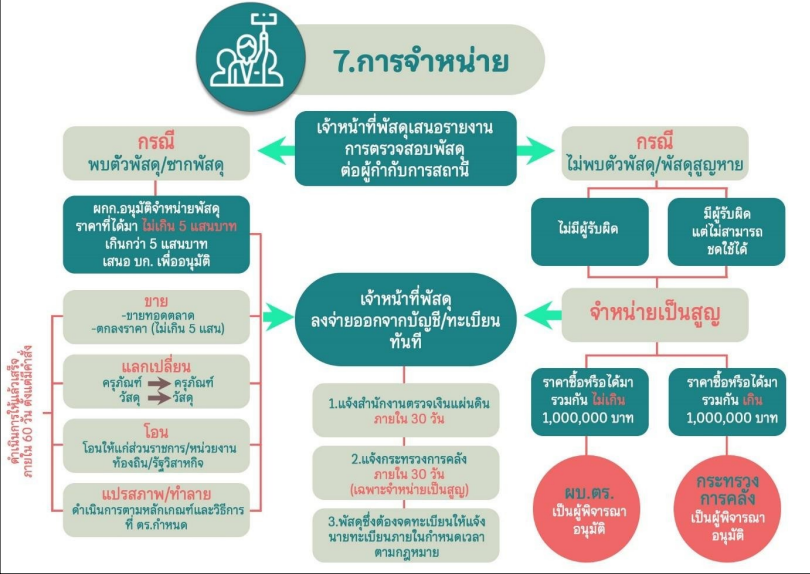 7.การจำหน่าย
เจ้าหน้าที่พัสดุเสนอรายงาน
การตรวจสอบพัสดุ
ต่อผู้กำกับการสถานี
กรณี
พบตัวพัสดุ/ซากพัสดุ
กรณี
ไม่พบตัวพัสดุ/พัสดุสูญหาย
ผกก.อนุมัติจำหน่ายพัสดุ
ราคาที่ได้มา ไม่เกิน 5 แสนบาท
เกินกว่า 5 แสนบาท
เสนอ บก. เพื่ออนุมัติ
ดำเนินการให้แล้วเสร็จ
ภายใน 60 วัน ตั้งแต่มีคำสั่ง
ขาย
-ขายทอดตลาด
-ตกลงราคา (ไม่เกิน 5 แสน)
แลกเปลี่ยน
ครุภัณฑ์ ครุภัณฑ์
วัสดุ วัสดุ
โอน
โอนให้แก่ส่วนราชการ/หน่วยงาน
ท้องถิ่น/รัฐวิสาหกิจ
แปรสภาพ/ทำลาย
ดำเนินการตามหลักเกณฑ์และวิธีการ
ที่ ตร.กำหนด
เจ้าหน้าที่พัสดุ
ลงจ่ายออกจากบัญชี/ทะเบียน
ทันที
1.แจ้งสำนักงานตรวจเงินแผ่นดิน
ภายใน 30 วัน
2.แจ้งกระทรวงการคลัง
ภายใน 30 วัน
(เฉพาะจำหน่ายเป็นสูญ)
3.พัสดุซึ่งต้องจดทะเบียนให้แจ้ง
นายทะเบียนภายในกำหนดเวลา
ตามกฎหมาย
ไม่มีผู้รับผิด
มีผู้รับผิด
แต่ไม่สามารถ
ชดใช้ได้
จำหน่ายเป็นสูญ
ราคาซื้อหรือได้มา
รวมกัน ไม่เกิน
1,000,000 บาท
ราคาซื้อหรือได้มา
รวมกัน เกิน
1,000,000 บาท
ผบ.ตร.
เป็นผู้พิจารณา
อนุมัติ
กระทรวง
การคลัง
เป็นผู้พิจารณา
อนุมัติ